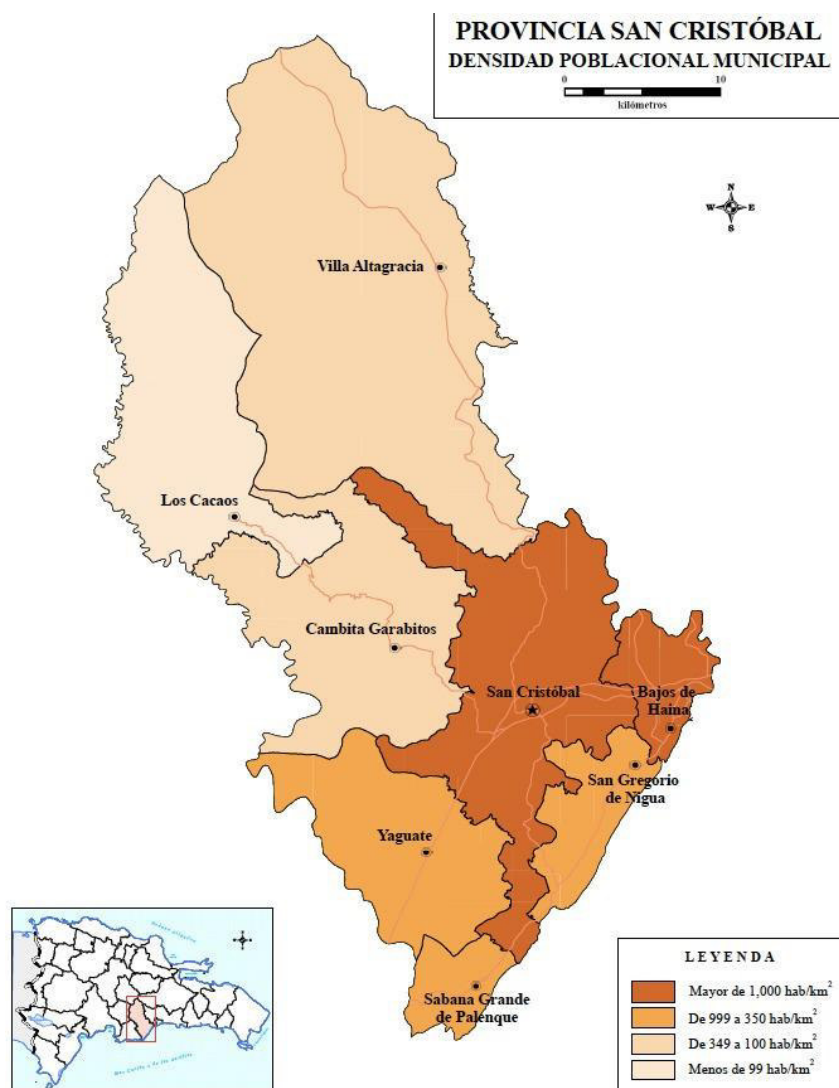 PROVINCIA SAN CRISTÓBAL
DENSIDAD POBLACIONAL MUNICIPAL
0 10
kilómetros
N
W E
S
Villa Altagracia
Los Cacaos
Cambita Garabitos
San Cristóbal
Bajos de
Haina
San Gregorio
de Nigua
Yaguate
Sabana Grande
de Palenque
LEYENDA
Mayor de 1,000 hab/km²
De 999 a 350 hab/km²
De 349 a 100 hab/km²
Menos de 99 hab/km²